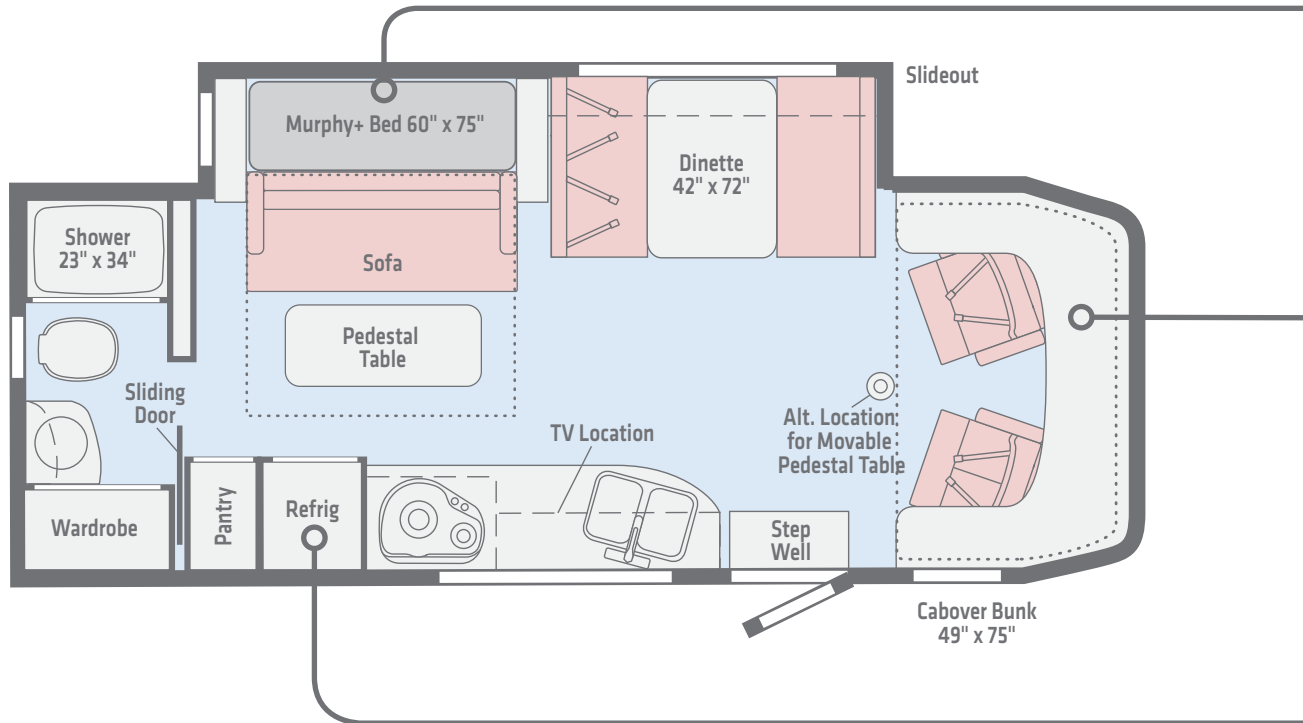 Slideout
Murphy+ Bed 60" x 75"
Dinette
42" x 72"
Shower
23" x 34"
Sofa
Pedestal
Table
Sliding
Door
TV Location
Alt. Location
for Movable
Pedestal Table
Wardrobe
Pantry
Refrig
Step
Well
Cabover Bunk
49" x 75"